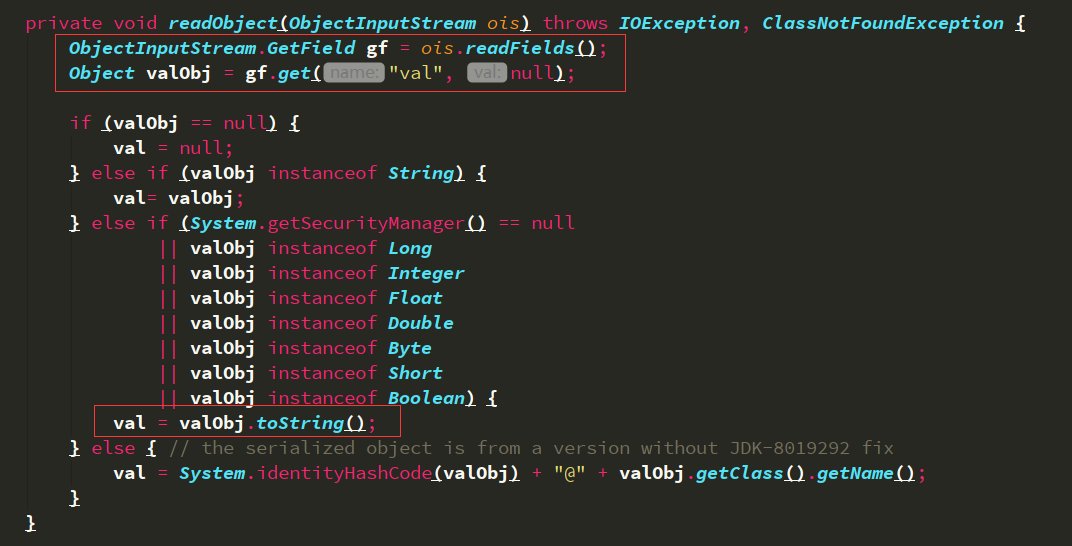 private void readObject(ObjectInputStream ois) throws IOException, ClassNotFoundException {
    ObjectInputStream.GetField gf = ois.readFields();
    Object valObj = gf.get( name: "val", val: null);

    if (valObj == null) {
        val = null;
    } else if (valObj instanceof String) {
        val= valObj;
    } else if (System.getSecurityManager() == null
            || valObj instanceof Long
            || valObj instanceof Integer
            || valObj instanceof Float
            || valObj instanceof Double
            || valObj instanceof Byte
            || valObj instanceof Short
            || valObj instanceof Boolean) {
        val = valObj.toString();
    } else { // the serialized object is from a version without JDK-8019292 fix
        val = System.identityHashCode(valObj) + "@" + valObj.getClass().getName();
    }
}